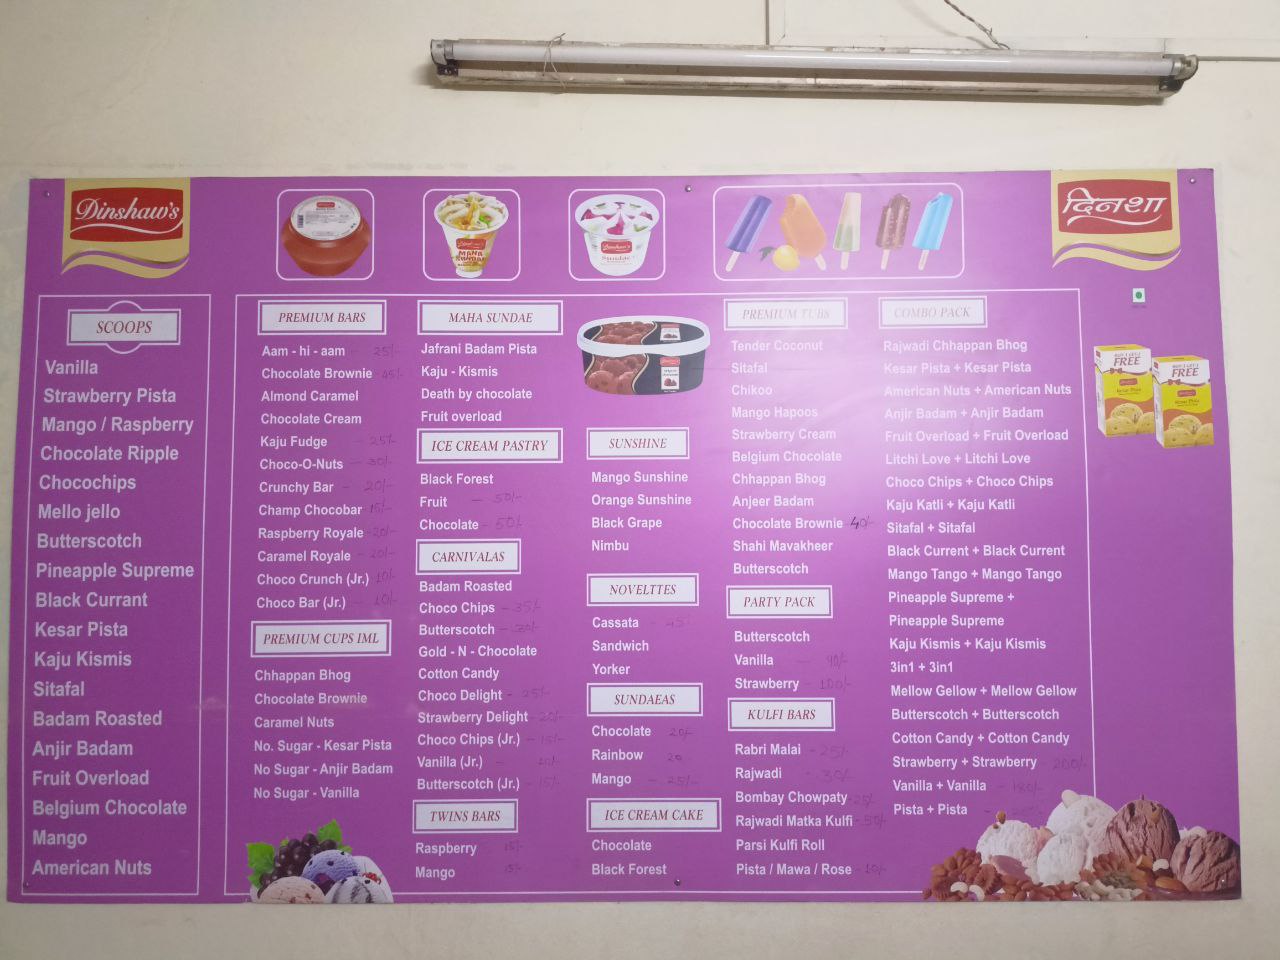 Dinshaw's
दिनशा
SCOOPS
Vanilla
Strawberry Pista
Mango / Raspberry
Chocolate Ripple
Chocochips
Mello jello
Butterscotch
Pineapple Supreme
Black Currant
Kesar Pista
Kaju Kismis
Sitafal
Badam Roasted
Anjir Badam
Fruit Overload
Belgium Chocolate
Mango
American Nuts
PREMIUM BARS
Aam - hi - aam - 25/-
Chocolate Brownie - 45/-
Almond Caramel
Chocolate Cream
Kaju Fudge - 25/-
Choco-O-Nuts - 30/-
Crunchy Bar - 20/-
Champ Chocobar 15/-
Raspberry Royale - 20/-
Caramel Royale - 20/-
Choco Crunch (Jr.) 10/-
Choco Bar (Jr.) - 10/-
PREMIUM CUPS IML
Chhappan Bhog
Chocolate Brownie
Caramel Nuts
No. Sugar - Kesar Pista
No Sugar - Anjir Badam
No Sugar - Vanilla
MAHA SUNDAE
Jafrani Badam Pista
Kaju - Kismis
Death by chocolate
Fruit overload
ICE CREAM PASTRY
Black Forest
Fruit - 50/-
Chocolate - 50/-
CARNIVALAS
Badam Roasted
Choco Chips - 35/-
Butterscotch - 30/-
Gold - N - Chocolate
Cotton Candy
Choco Delight - 25/-
Strawberry Delight - 20/-
Choco Chips (Jr.) - 15/-
Vanilla (Jr.) - 10/-
Butterscotch (Jr.) - 15/-
TWINS BARS
Raspberry 15/-
Mango 15/-
SUNSHINE
Mango Sunshine
Orange Sunshine
Black Grape
Nimbu
NOVELTTES
Cassata - 45
Sandwich
Yorker
SUNDAEAS
Chocolate 20/-
Rainbow 20
Mango - 25/-
ICE CREAM CAKE
Chocolate
Black Forest
PREMIUM TUBS
Tender Coconut
Sitafal
Chikoo
Mango Hapoos
Strawberry Cream
Belgium Chocolate
Chhappan Bhog
Anjeer Badam
Chocolate Brownie 40/-
Shahi Mavakheer
Butterscotch
PARTY PACK
Butterscotch
Vanilla - 90/-
Strawberry - 100/-
KULFI BARS
Rabri Malai - 25/-
Rajwadi - 30/-
Bombay Chowpaty 25/-
Rajwadi Matka Kulfi - 50/-
Parsi Kulfi Roll
Pista / Mawa / Rose - 10/-
COMBO PACK
Rajwadi Chhappan Bhog
Kesar Pista + Kesar Pista
American Nuts + American Nuts
Anjir Badam + Anjir Badam
Fruit Overload + Fruit Overload
Litchi Love + Litchi Love
Choco Chips + Choco Chips
Kaju Katli + Kaju Katli
Sitafal + Sitafal
Black Current + Black Current
Mango Tango + Mango Tango
Pineapple Supreme +
Pineapple Supreme
Kaju Kismis + Kaju Kismis
3in1 + 3in1
Mellow Gellow + Mellow Gellow
Butterscotch + Butterscotch
Cotton Candy + Cotton Candy
Strawberry + Strawberry - 200/-
Vanilla + Vanilla - 180/-
Pista + Pista
FREE
FREE